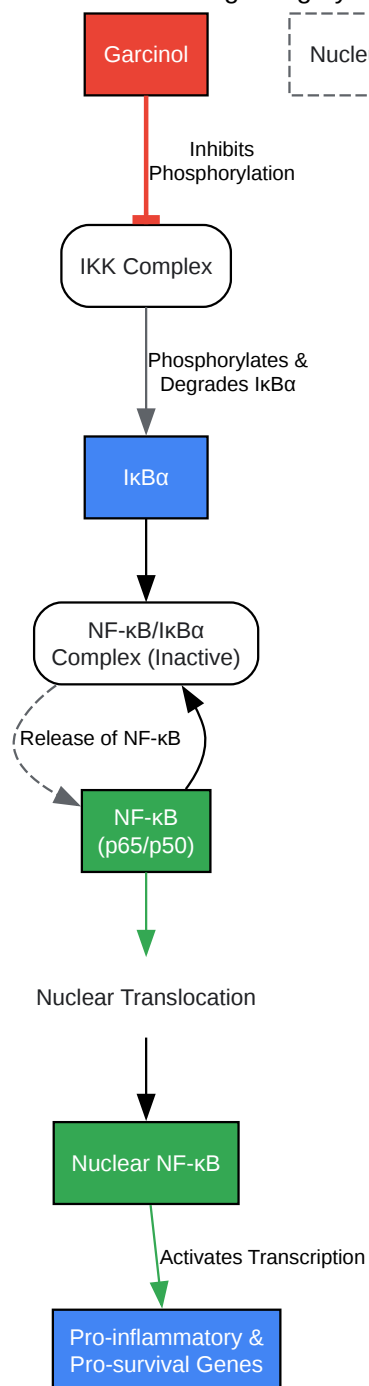 Garcinol
Inhibits
Phosphorylation
IKK Complex
Phosphorylates &
Degrades IκBα
IκBα
NF-κB/IκBα
Complex (Inactive)
Release of NF-κB
NF-κB
(p65/p50)
Nuclear Translocation
Nuclear NF-κB
Activates Transcription
Pro-inflammatory &
Pro-survival Genes